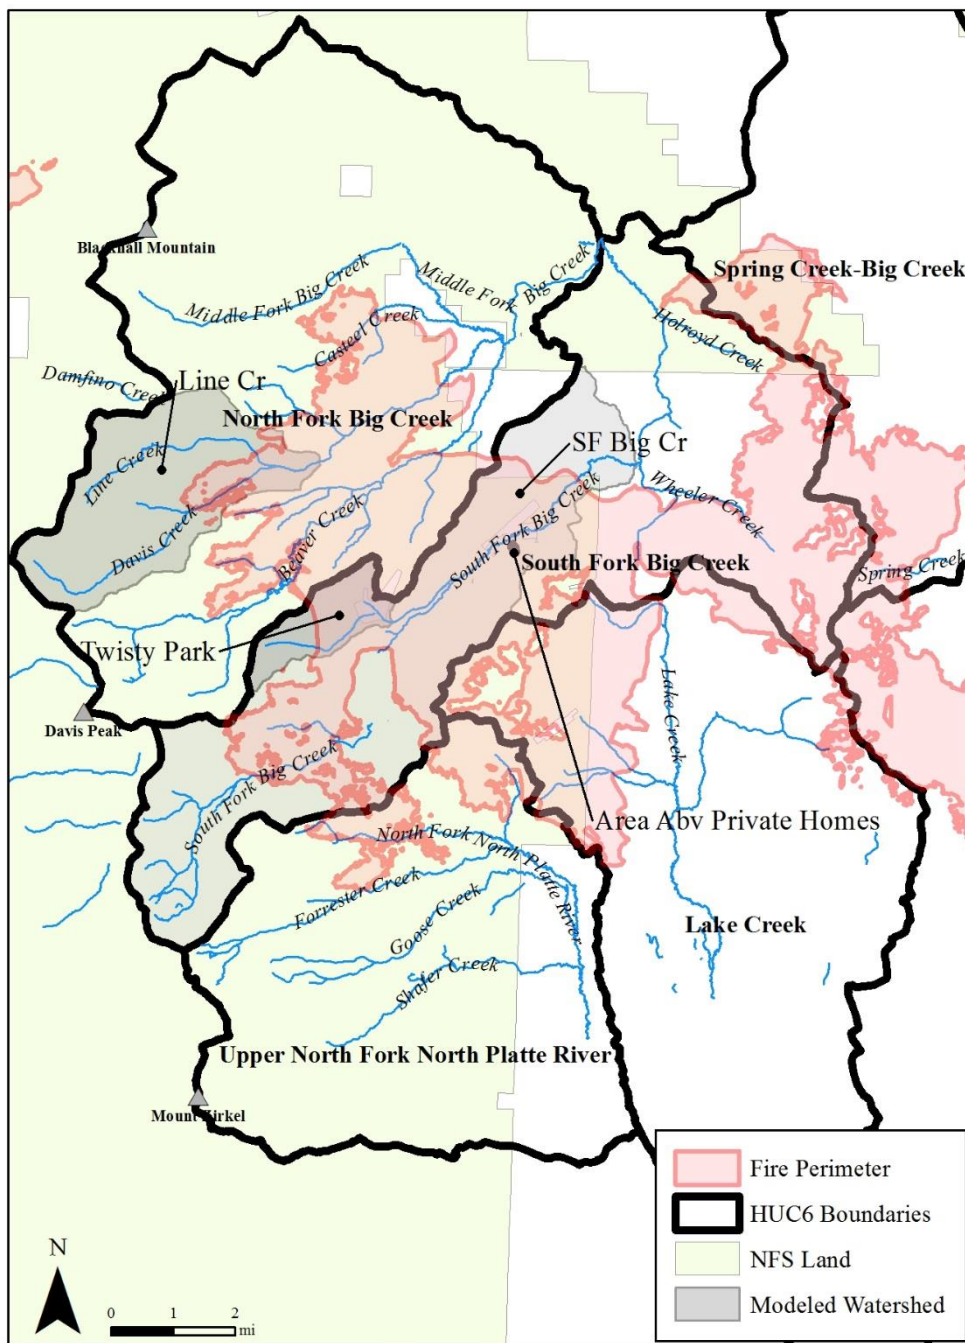 Blackhall Mountain
Spring Creek-Big Creek
Middle Fork Big Creek
Middle Fork Big Creek
Holroyd Creek
Casteel Creek
Damfino Creek
Line Cr
North Fork Big Creek
SF Big Cr
Line Creek
Wheeler Creek
Davis Creek
Beaver Creek
South Fork Big Creek
South Fork Big Creek
Spring Creek
Twisty Park
Lake Creek
Davis Peak
South Fork Big Creek
Area Abv Private Homes
North Fork North Platte River
Forrester Creek
Goose Creek
Lake Creek
Shafer Creek
Upper North Fork North Platte River
Mount Zirkel
Fire Perimeter
HUC6 Boundaries
NFS Land
Modeled Watershed
N
0 1 2
mi